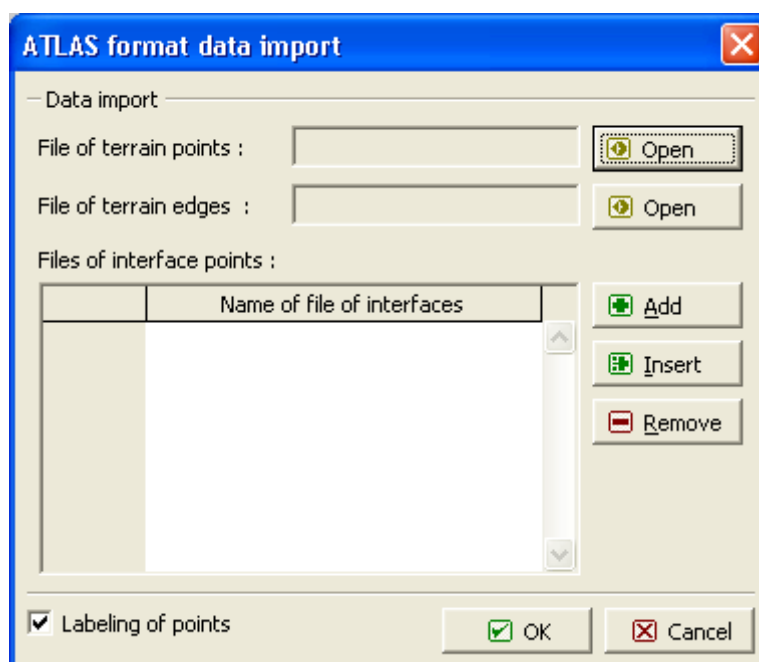 ATLAS format data import
Data import
File of terrain points :
Open
File of terrain edges :
Open
Files of interface points :
Name of file of interfaces
Add
Insert
Remove
Labeling of points
OK
Cancel